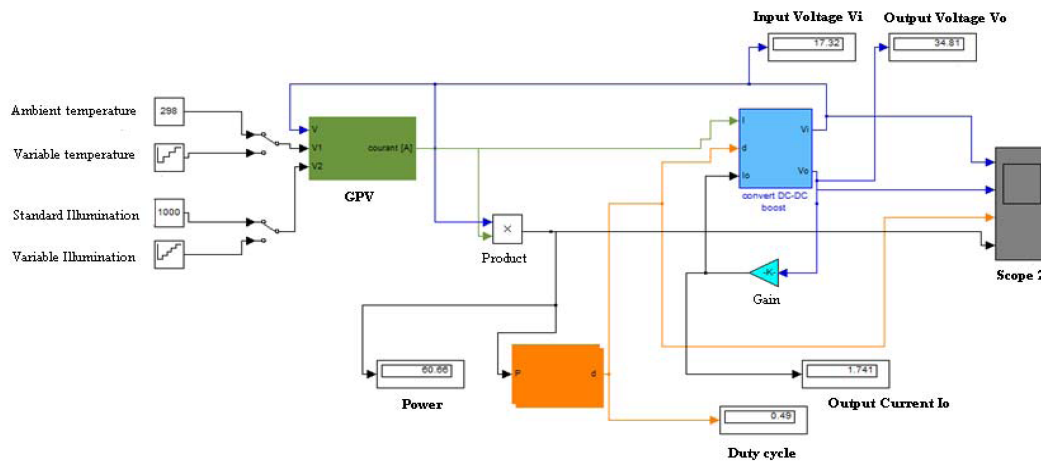 Input Voltage Vi
Output Voltage Vo
17.32
34.81
Ambient temperature
298
Variable temperature
V
V1
V2
courant [A]
GPV
I
d
Io
Vi
Vo
convert DC-DC
boost
Standard Illumination
1000
Variable Illumination
×
Product
-K-
Gain
Scope 2
60.66
Power
P
d
1.741
Output Current Io
0.49
Duty cycle